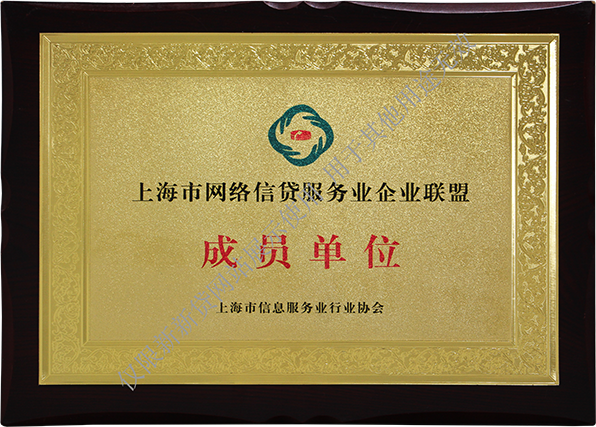 上海市网络信贷服务业企业联盟
成员单位
上海市信息服务业行业协会